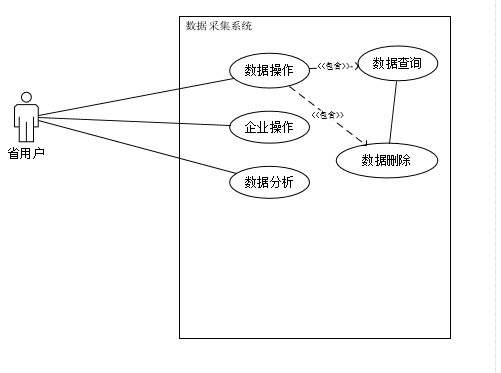 数据采集系统
数据操作
<<包含>>
数据查询
<<包含>>
企业操作
省用户
数据删除
数据分析